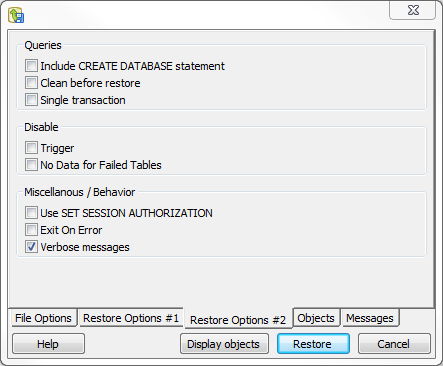 Queries
Include CREATE DATABASE statement
Clean before restore
Single transaction
Disable
Trigger
No Data for Failed Tables
Miscellanous / Behavior
Use SET SESSION AUTHORIZATION
Exit On Error
Verbose messages
File Options Restore Options #1 Restore Options #2 Objects Messages
Help Display objects Restore Cancel